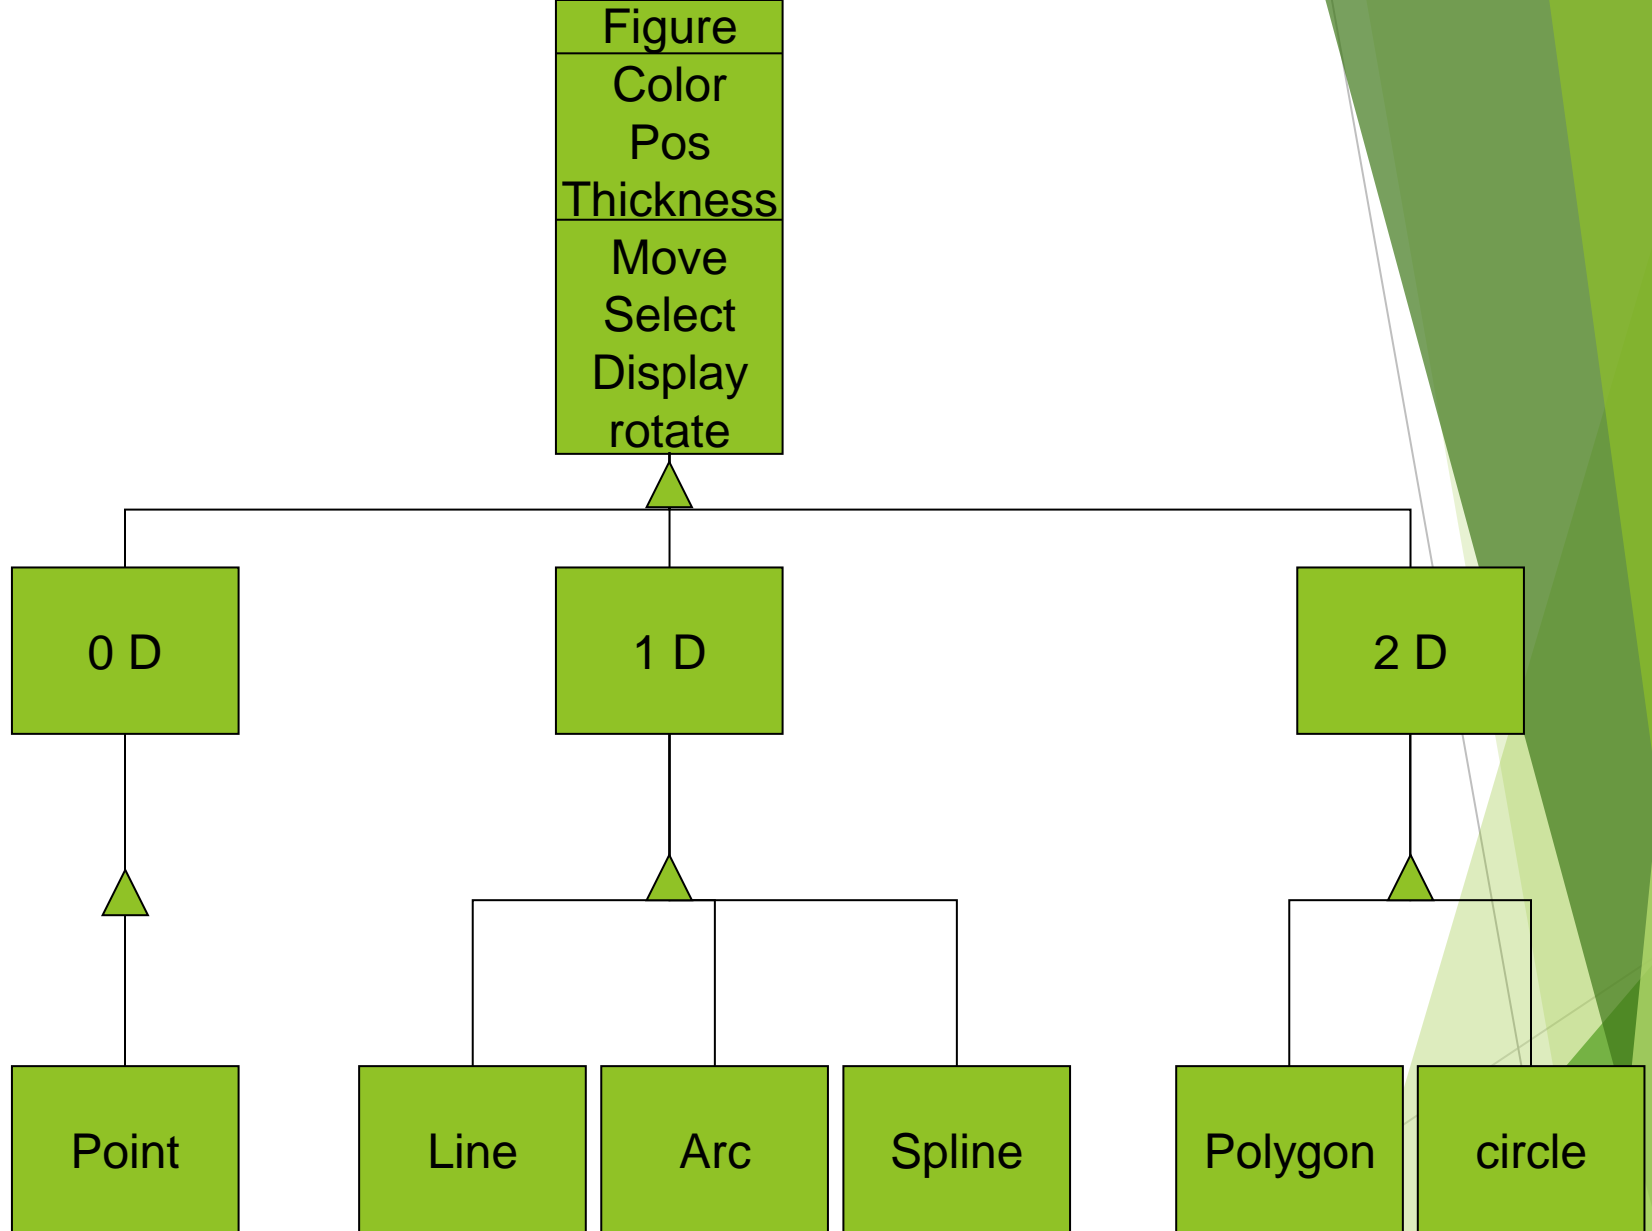 Figure
Color
Pos
Thickness
Move
Select
Display
rotate
0 D
1 D
2 D
Point
Line
Arc
Spline
Polygon
circle